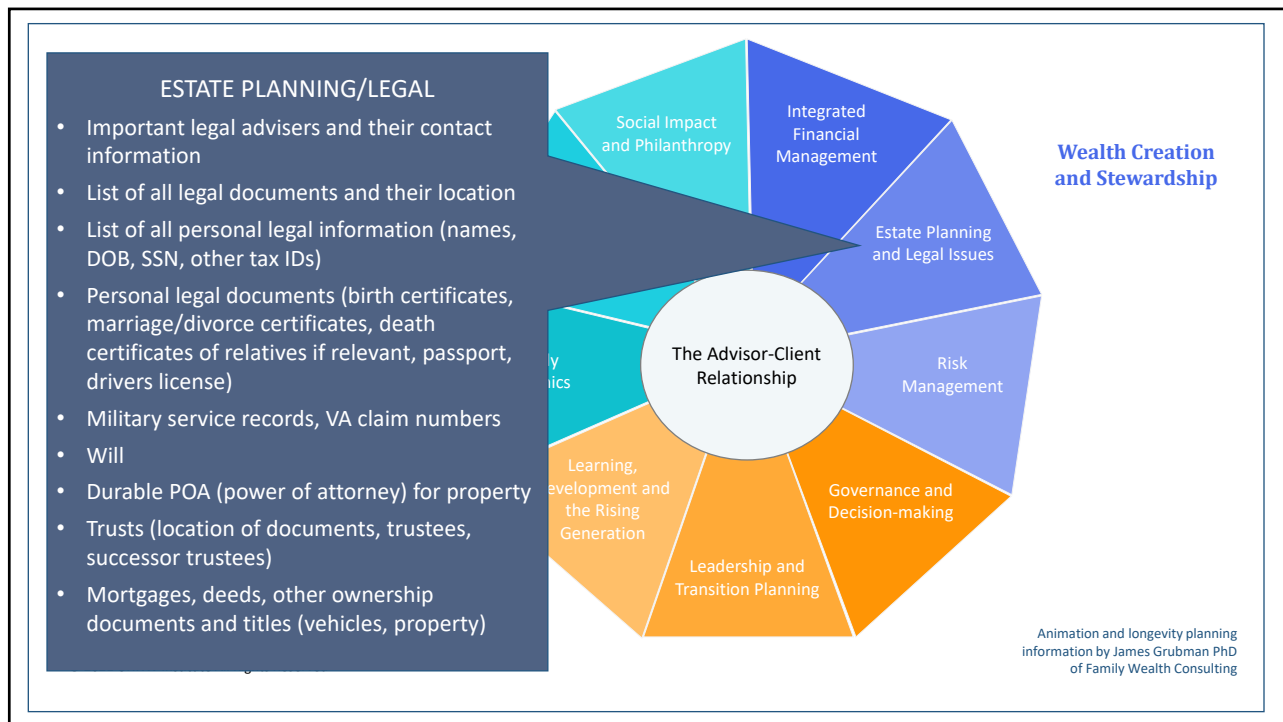 ESTATE PLANNING/LEGAL
• Important legal advisers and their contact
information
• List of all legal documents and their location
• List of all personal legal information (names,
DOB, SSN, other tax IDs)
• Personal legal documents (birth certificates,
marriage/divorce certificates, death
certificates of relatives if relevant, passport,
drivers license)
• Military service records, VA claim numbers
• Will
• Durable POA (power of attorney) for property
• Trusts (location of documents, trustees,
successor trustees)
• Mortgages, deeds, other ownership
documents and titles (vehicles, property)
Social Impact
and Philanthropy
Integrated
Financial
Management
Wealth Creation
and Stewardship
Estate Planning
and Legal Issues
The Advisor-Client
Relationship
Risk
Management
Learning,
evelopment and
the Rising
Generation
Governance and
Decision-making
Leadership and
Transition Planning
Animation and longevity planning
information by James Grubman PhD
of Family Wealth Consulting